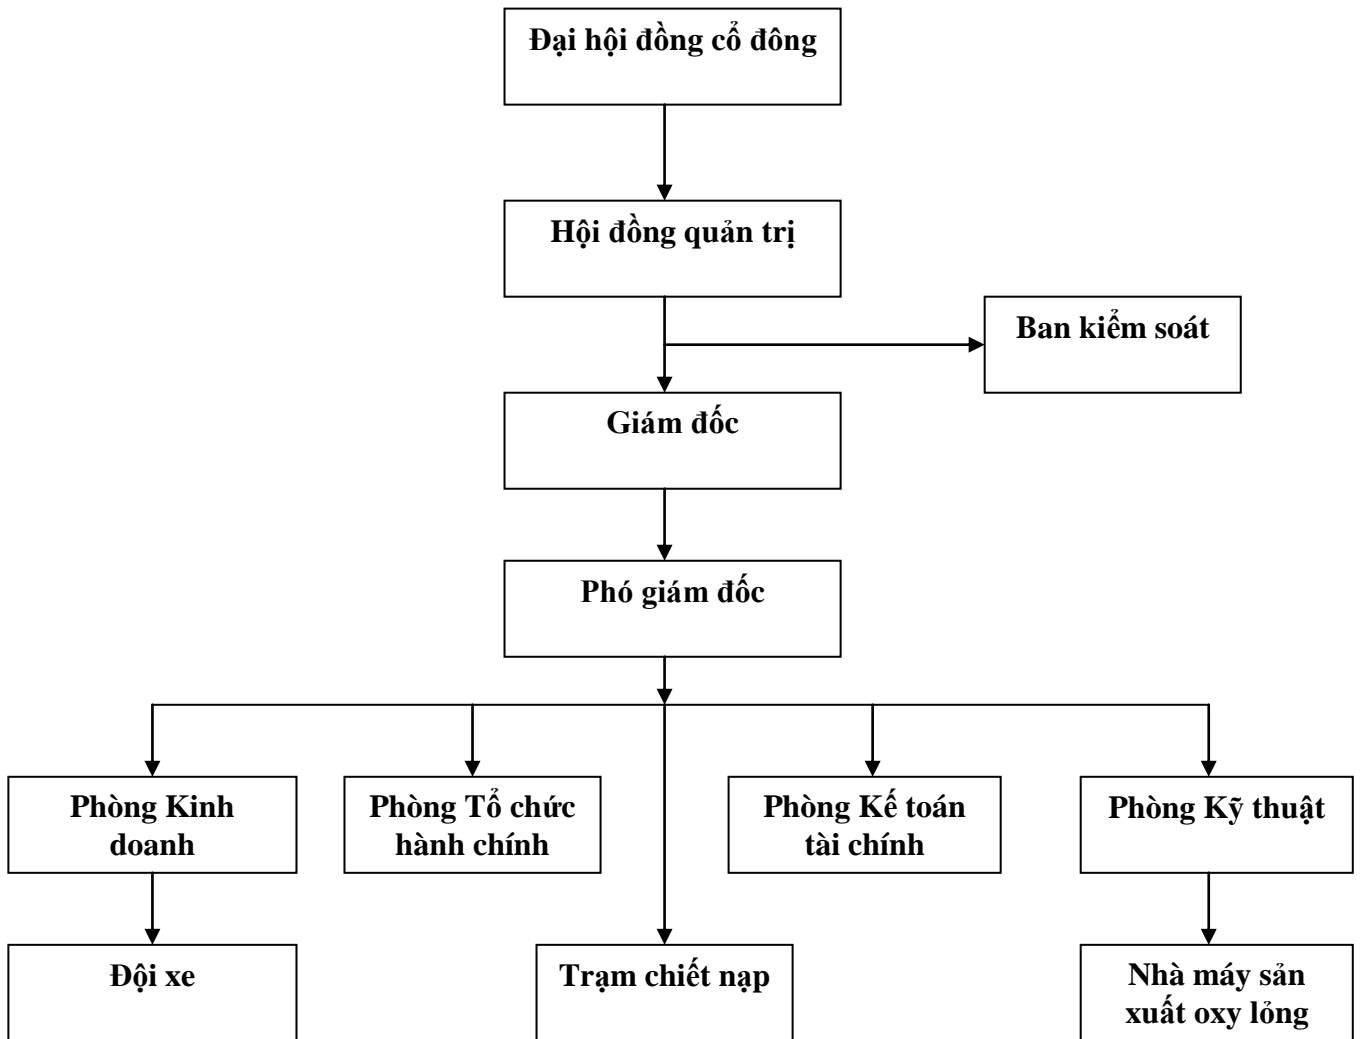 Đại hội đồng cổ đông
Hội đồng quản trị
Ban kiểm soát
Giám đốc
Phó giám đốc
Phòng Kinh
doanh
Phòng Tổ chức
hành chính
Phòng Kế toán
tài chính
Phòng Kỹ thuật
Đội xe
Trạm chiết nạp
Nhà máy sản
xuất oxy lỏng